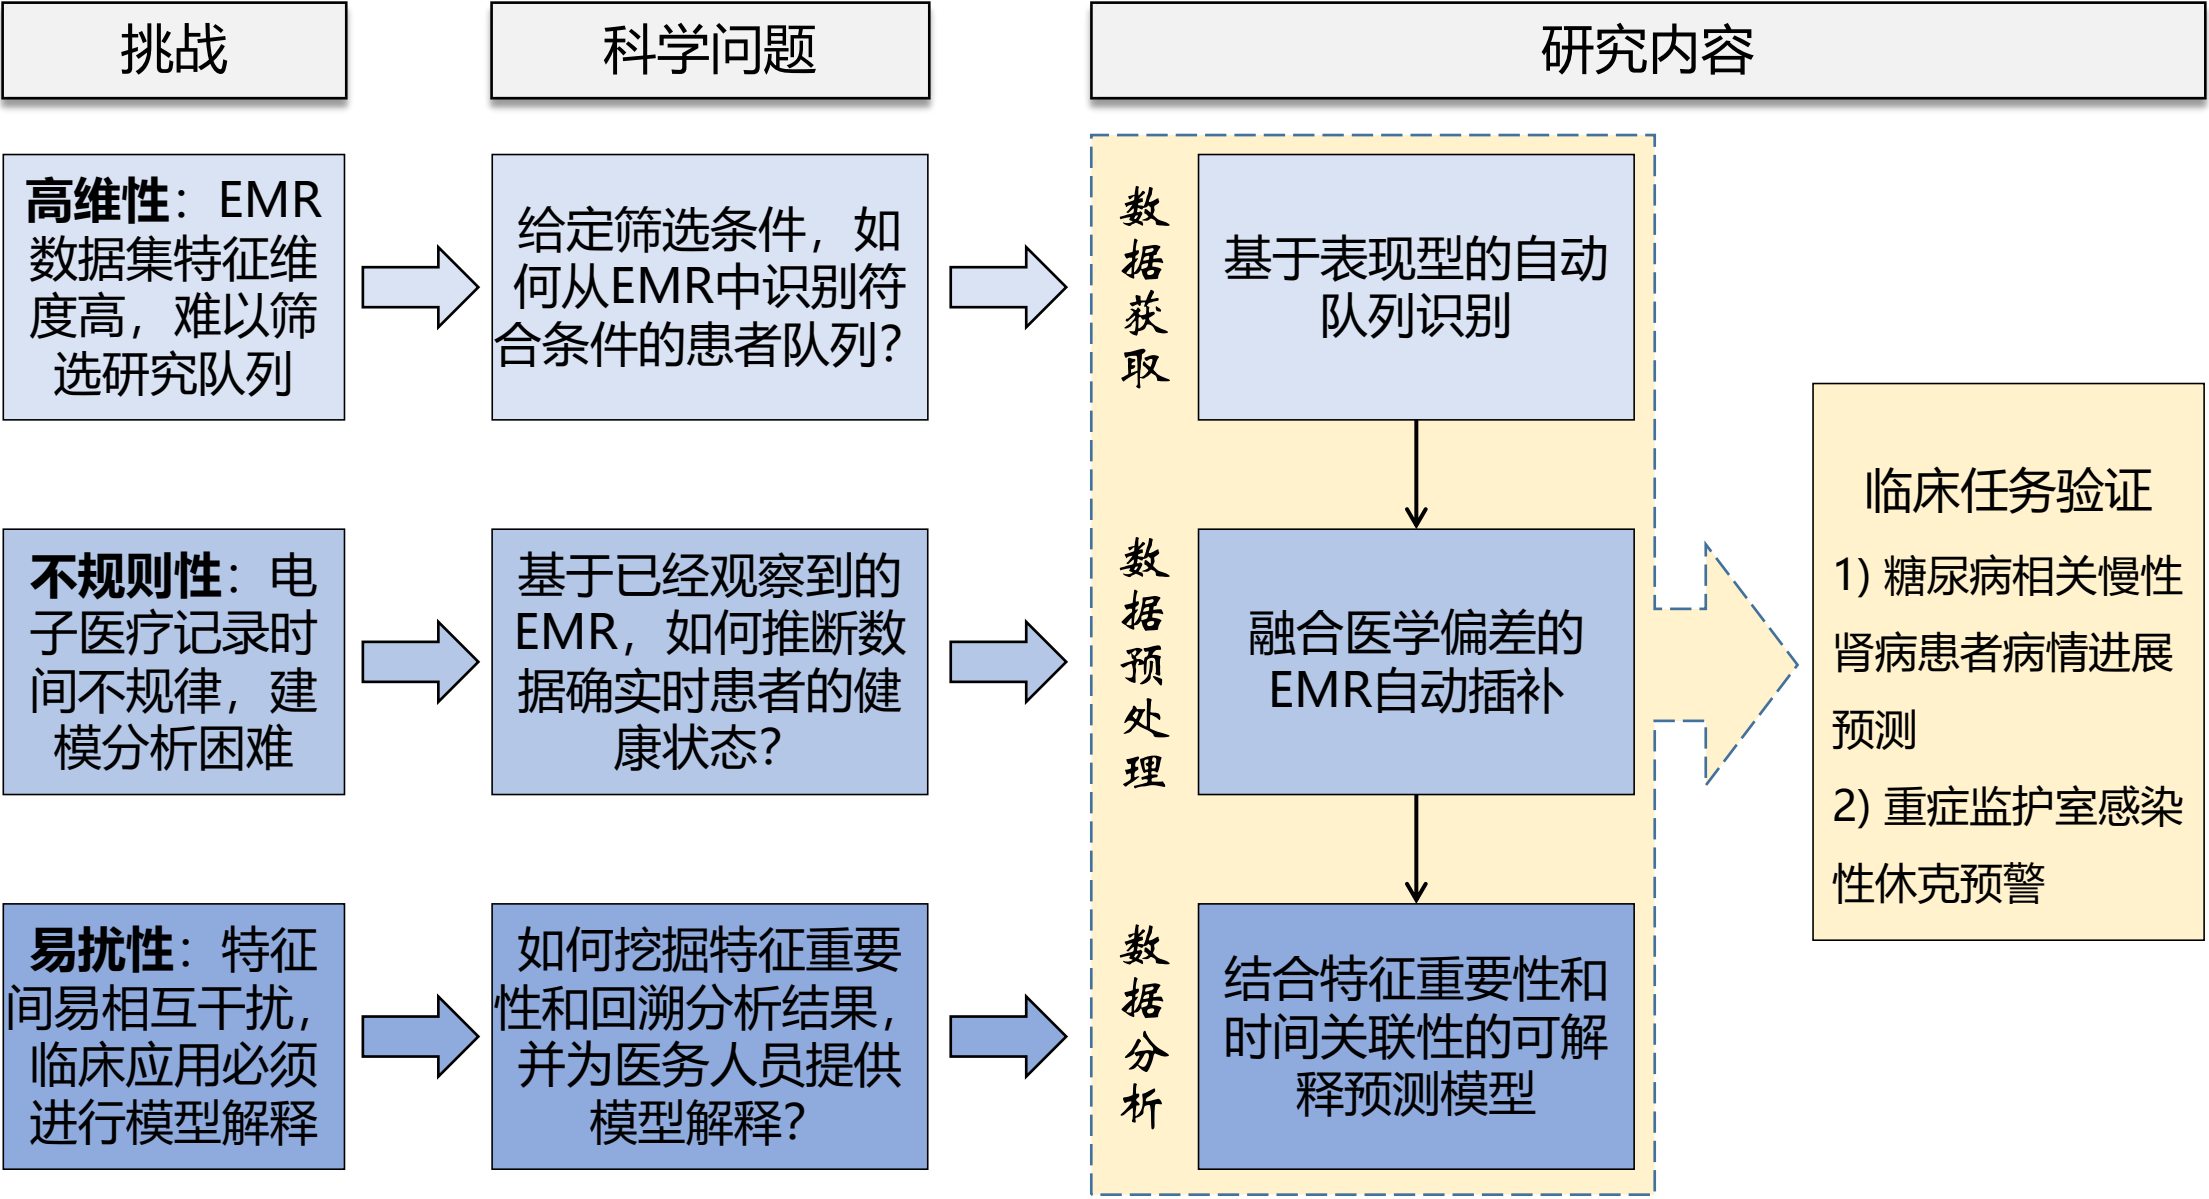 挑战
科学问题
研究内容
高维性：EMR
数据集特征维
度高，难以筛
选研究队列
给定筛选条件，如
何从EMR中识别符
合条件的患者队列？
数据获取
基于表现型的自动
队列识别
不规则性：电
子医疗记录时
间不规律，建
模分析困难
基于已经观察到的
EMR，如何推断数
据确实时患者的健
康状态？
数据预处理
融合医学偏差的
EMR自动插补
易扰性：特征
间易相互干扰，
临床应用必须
进行模型解释
如何挖掘特征重要
性和回溯分析结果，
并为医务人员提供
模型解释？
数据分析
结合特征重要性和
时间关联性的可解
释预测模型
临床任务验证
1) 糖尿病相关慢性
肾病患者病情进展
预测
2) 重症监护室感染
性休克预警